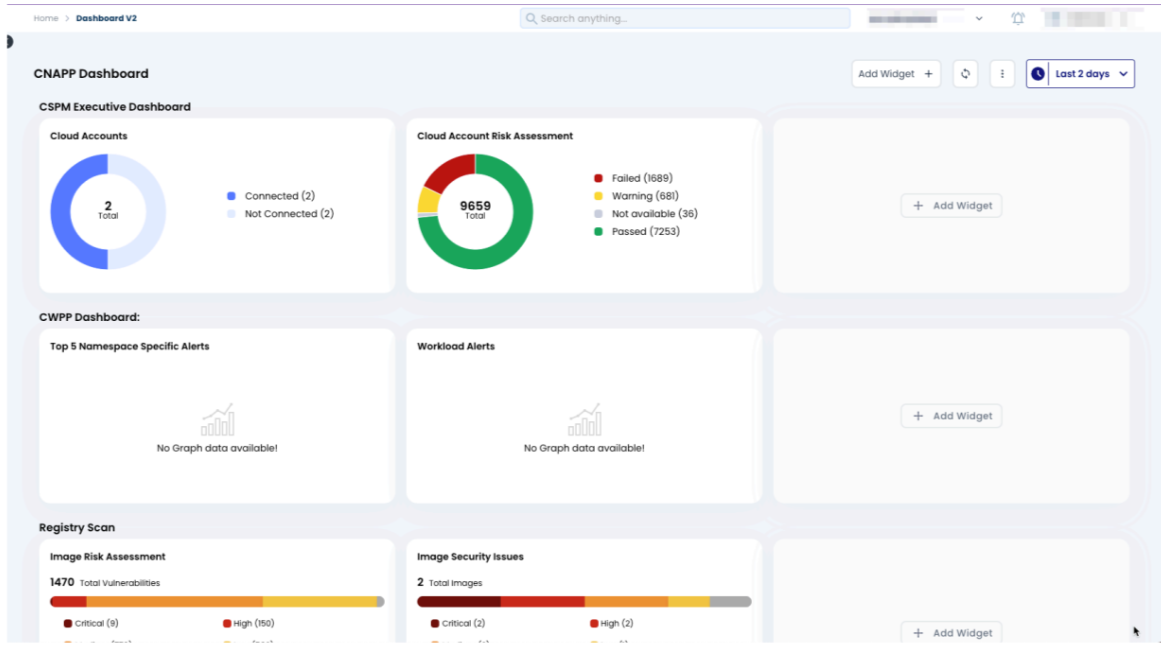 Home > Dashboard V2
Search anything...
CNAPP Dashboard
Add Widget +
Last 2 days
CSPM Executive Dashboard
Cloud Accounts
2
Total
Connected (2)
Not Connected (2)
Cloud Account Risk Assessment
9659
Total
Failed (1689)
Warning (681)
Not available (36)
Passed (7253)
+ Add Widget
CWPP Dashboard:
Top 5 Namespace Specific Alerts
No Graph data available!
Workload Alerts
No Graph data available!
+ Add Widget
Registry Scan
Image Risk Assessment
1470 Total Vulnerabilities
Critical (9)
High (150)
Image Security Issues
2 Total Images
Critical (2)
High (2)
+ Add Widget